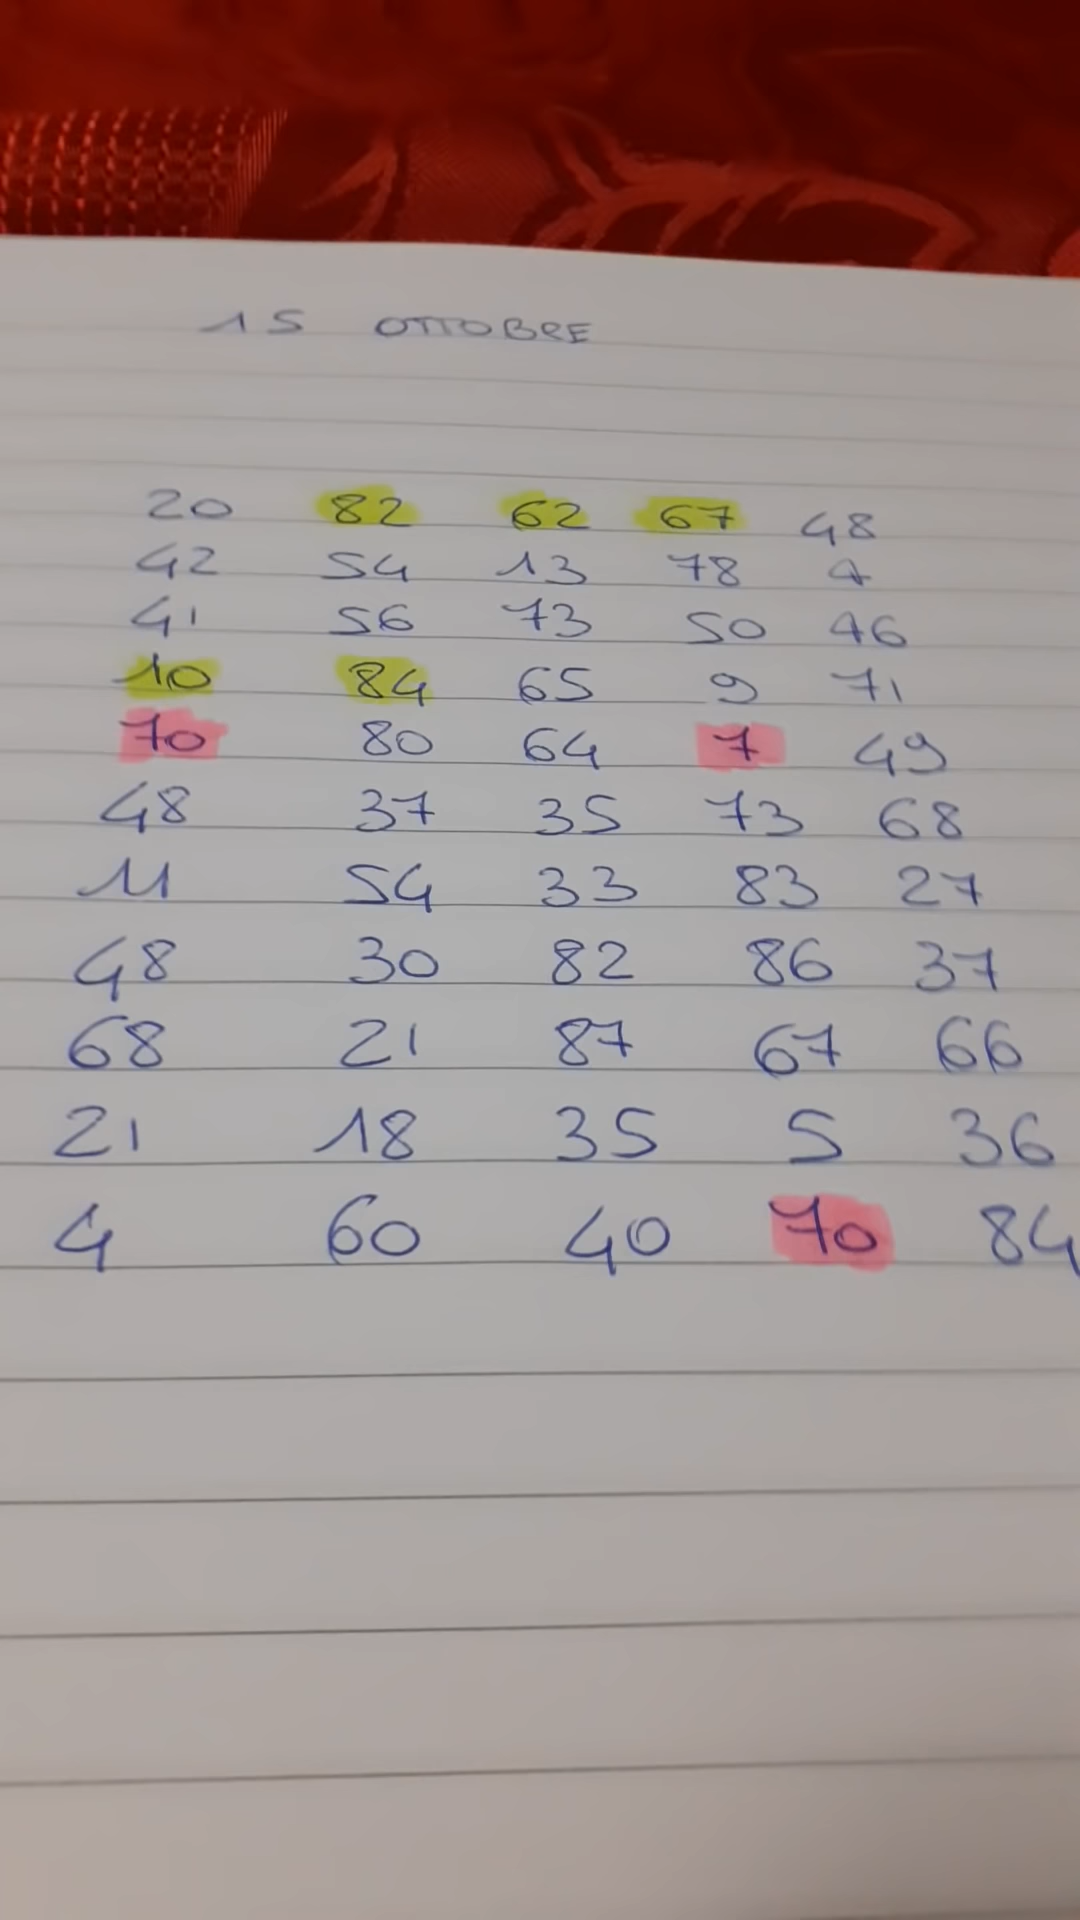 15 OTTOBRE
20 82 62 67 48
42 54 13 78
41 56 73 50 46
10 84 65 9 71
70 80 64 7 49
48 37 35 73 68
11 54 33 83 27
48 30 82 86 37
68 21 87 67 66
21 18 35 5 36
4 60 40 70 84